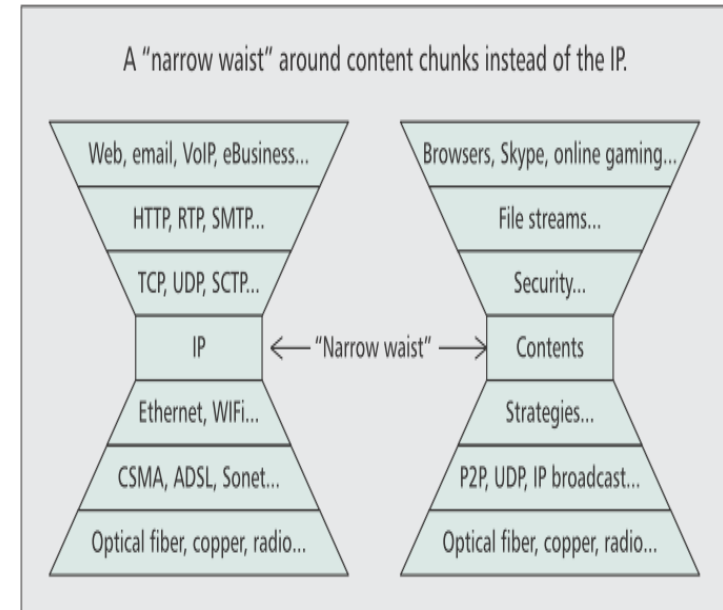 A “narrow waist” around content chunks instead of the IP.
Web, email, VoIP, eBusiness...
HTTP, RTP, SMTP...
TCP, UDP, SCTP...
IP
Ethernet, WIFi...
CSMA, ADSL, Sonet...
Optical fiber, copper, radio...
“Narrow waist”
Browsers, Skype, online gaming...
File streams...
Security...
Contents
Strategies...
P2P, UDP, IP broadcast...
Optical fiber, copper, radio...